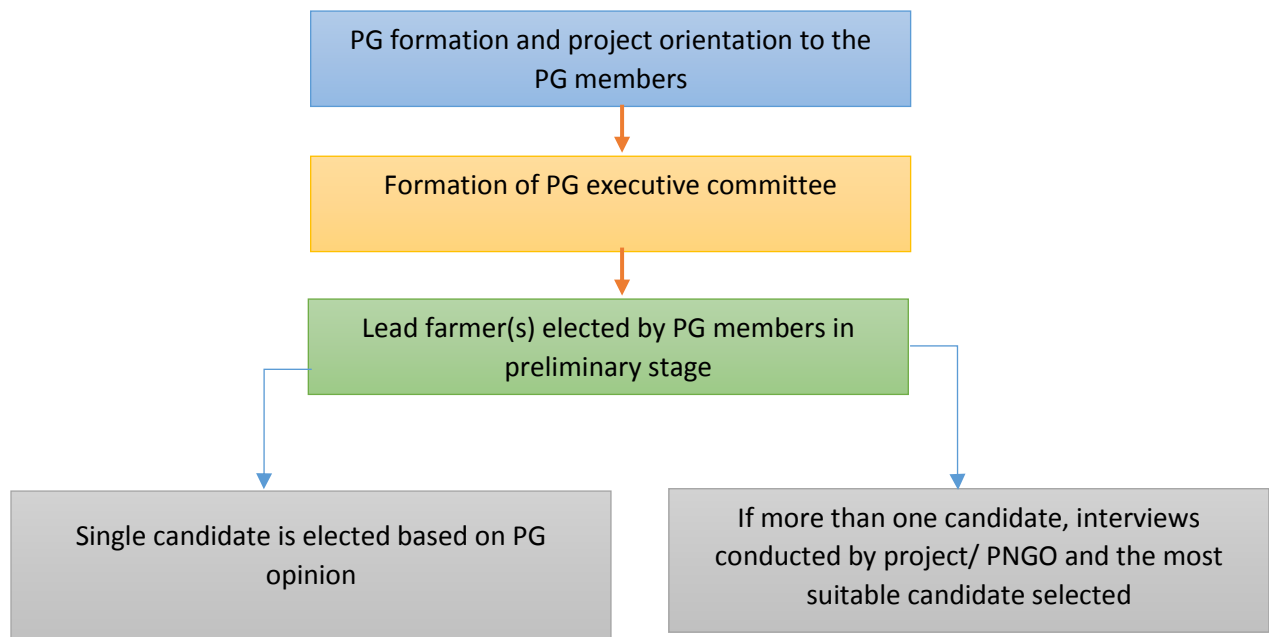 PG formation and project orientation to the
PG members
Formation of PG executive committee
Lead farmer(s) elected by PG members in
preliminary stage
Single candidate is elected based on PG
opinion
If more than one candidate, interviews
conducted by project/ PNGO and the most
suitable candidate selected